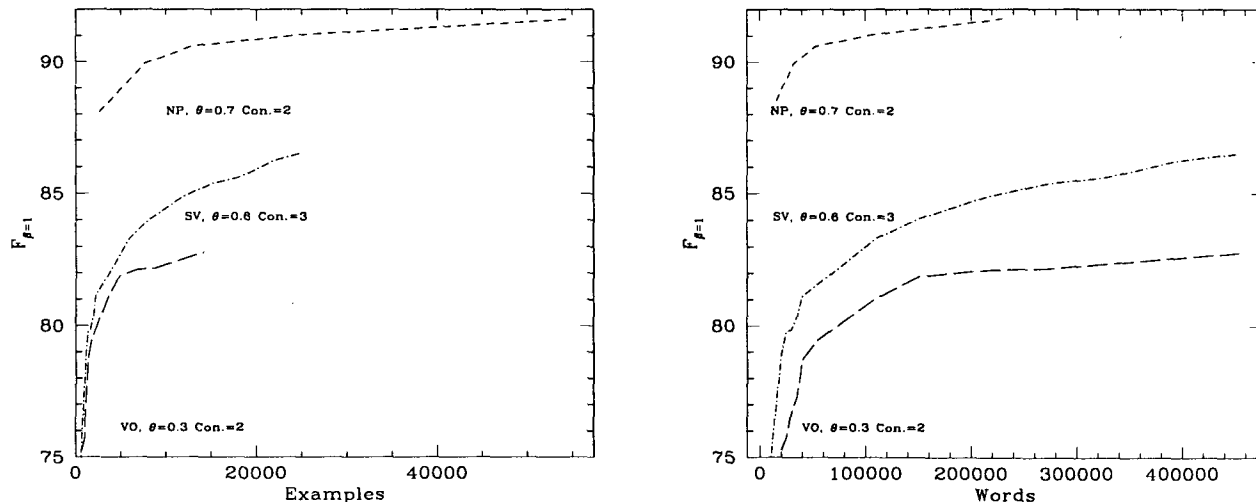 90
85
80
75
F β=1
NP, θ=0.7 Con.=2
SV, θ=0.6 Con.=3
VO, θ=0.3 Con.=2
0 20000 40000
Examples
90
85
80
75
F β=1
NP, θ=0.7 Con.=2
SV, θ=0.6 Con.=3
VO, θ=0.3 Con.=2
0 100000 200000 300000 400000
Words